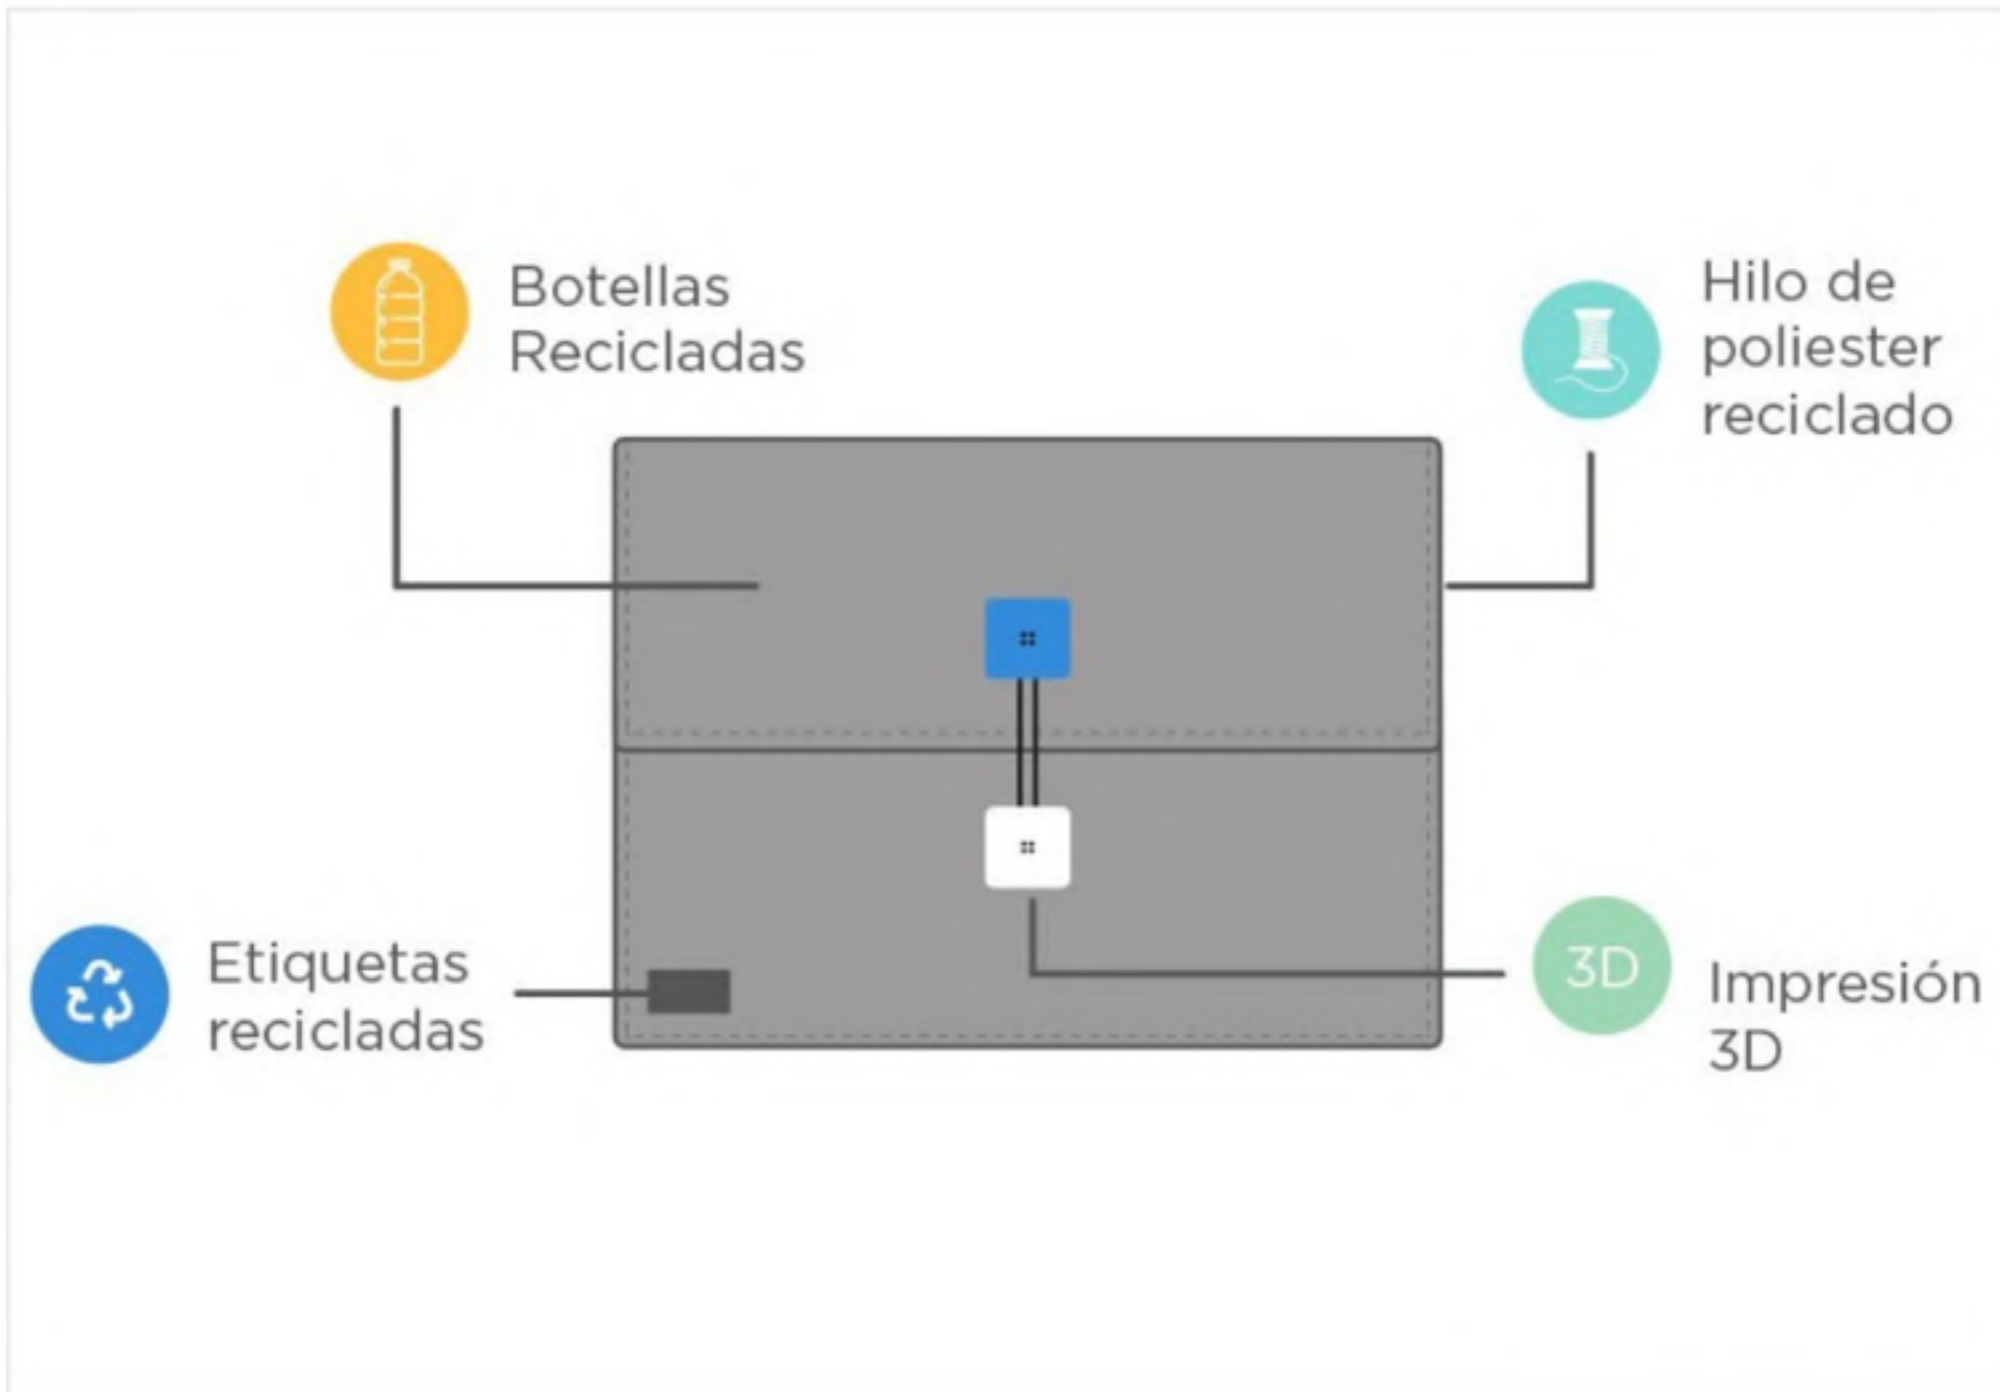 Botellas
Recicladas
Hilo de
poliester
reciclado
Etiquetas
recicladas
3D
Impresión
3D